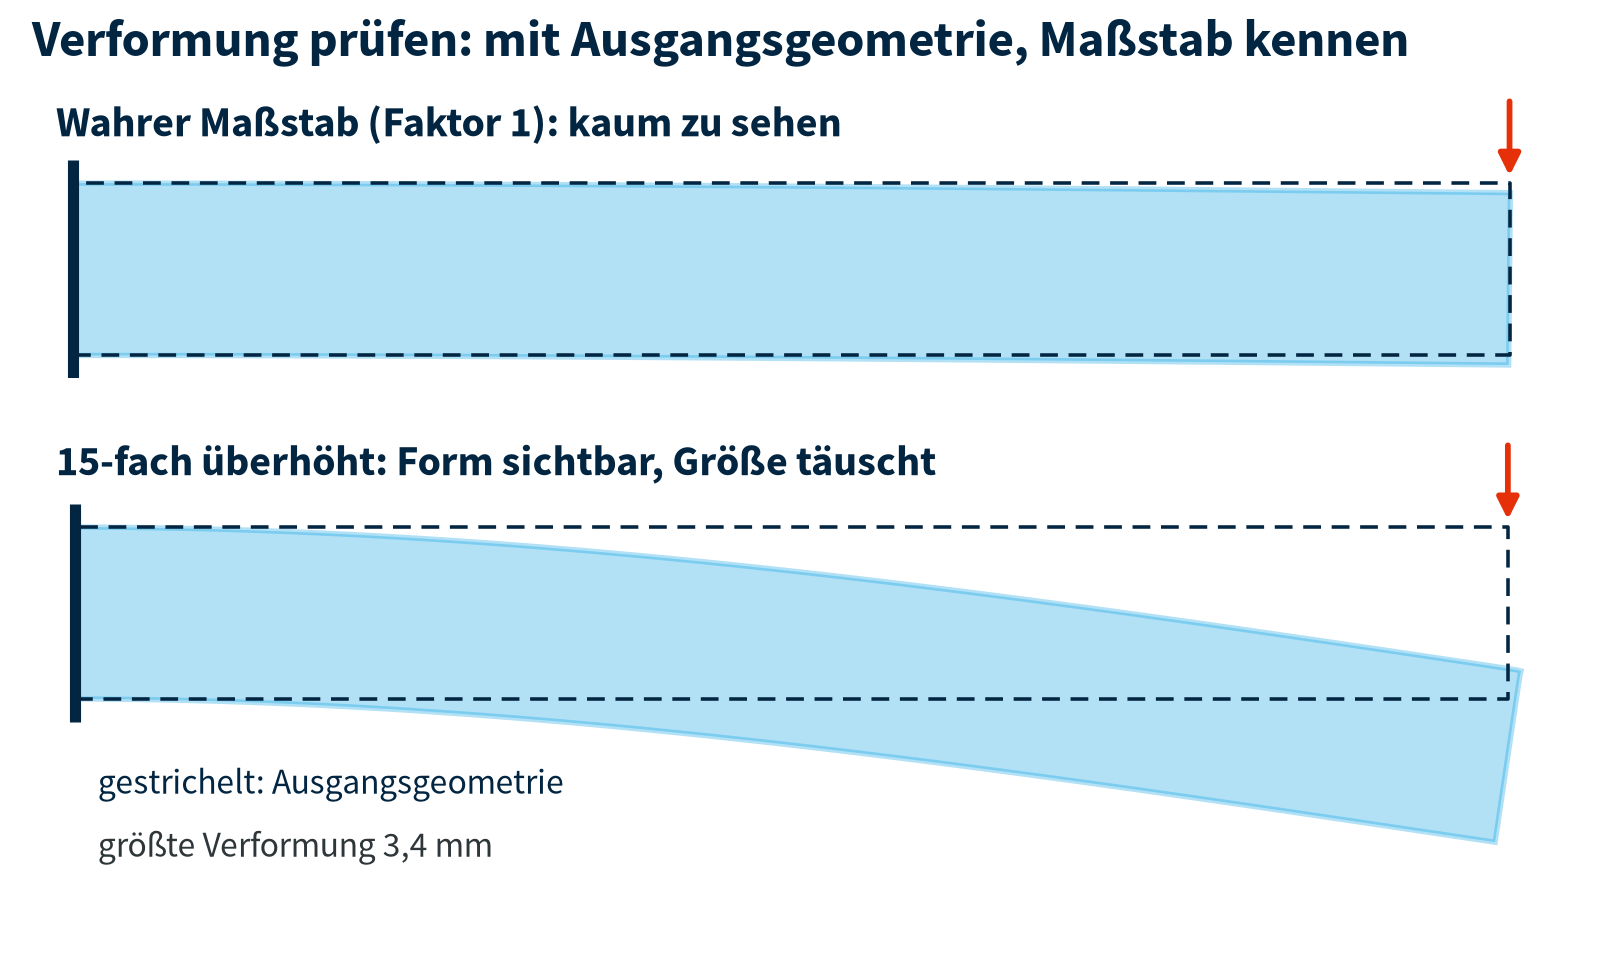 Verformung prüfen: mit Ausgangsgeometrie, Maßstab kennen
Wahrer Maßstab (Faktor 1): kaum zu sehen
15-fach überhöht: Form sichtbar, Größe täuscht
gestrichelt: Ausgangsgeometrie
größte Verformung 3,4 mm